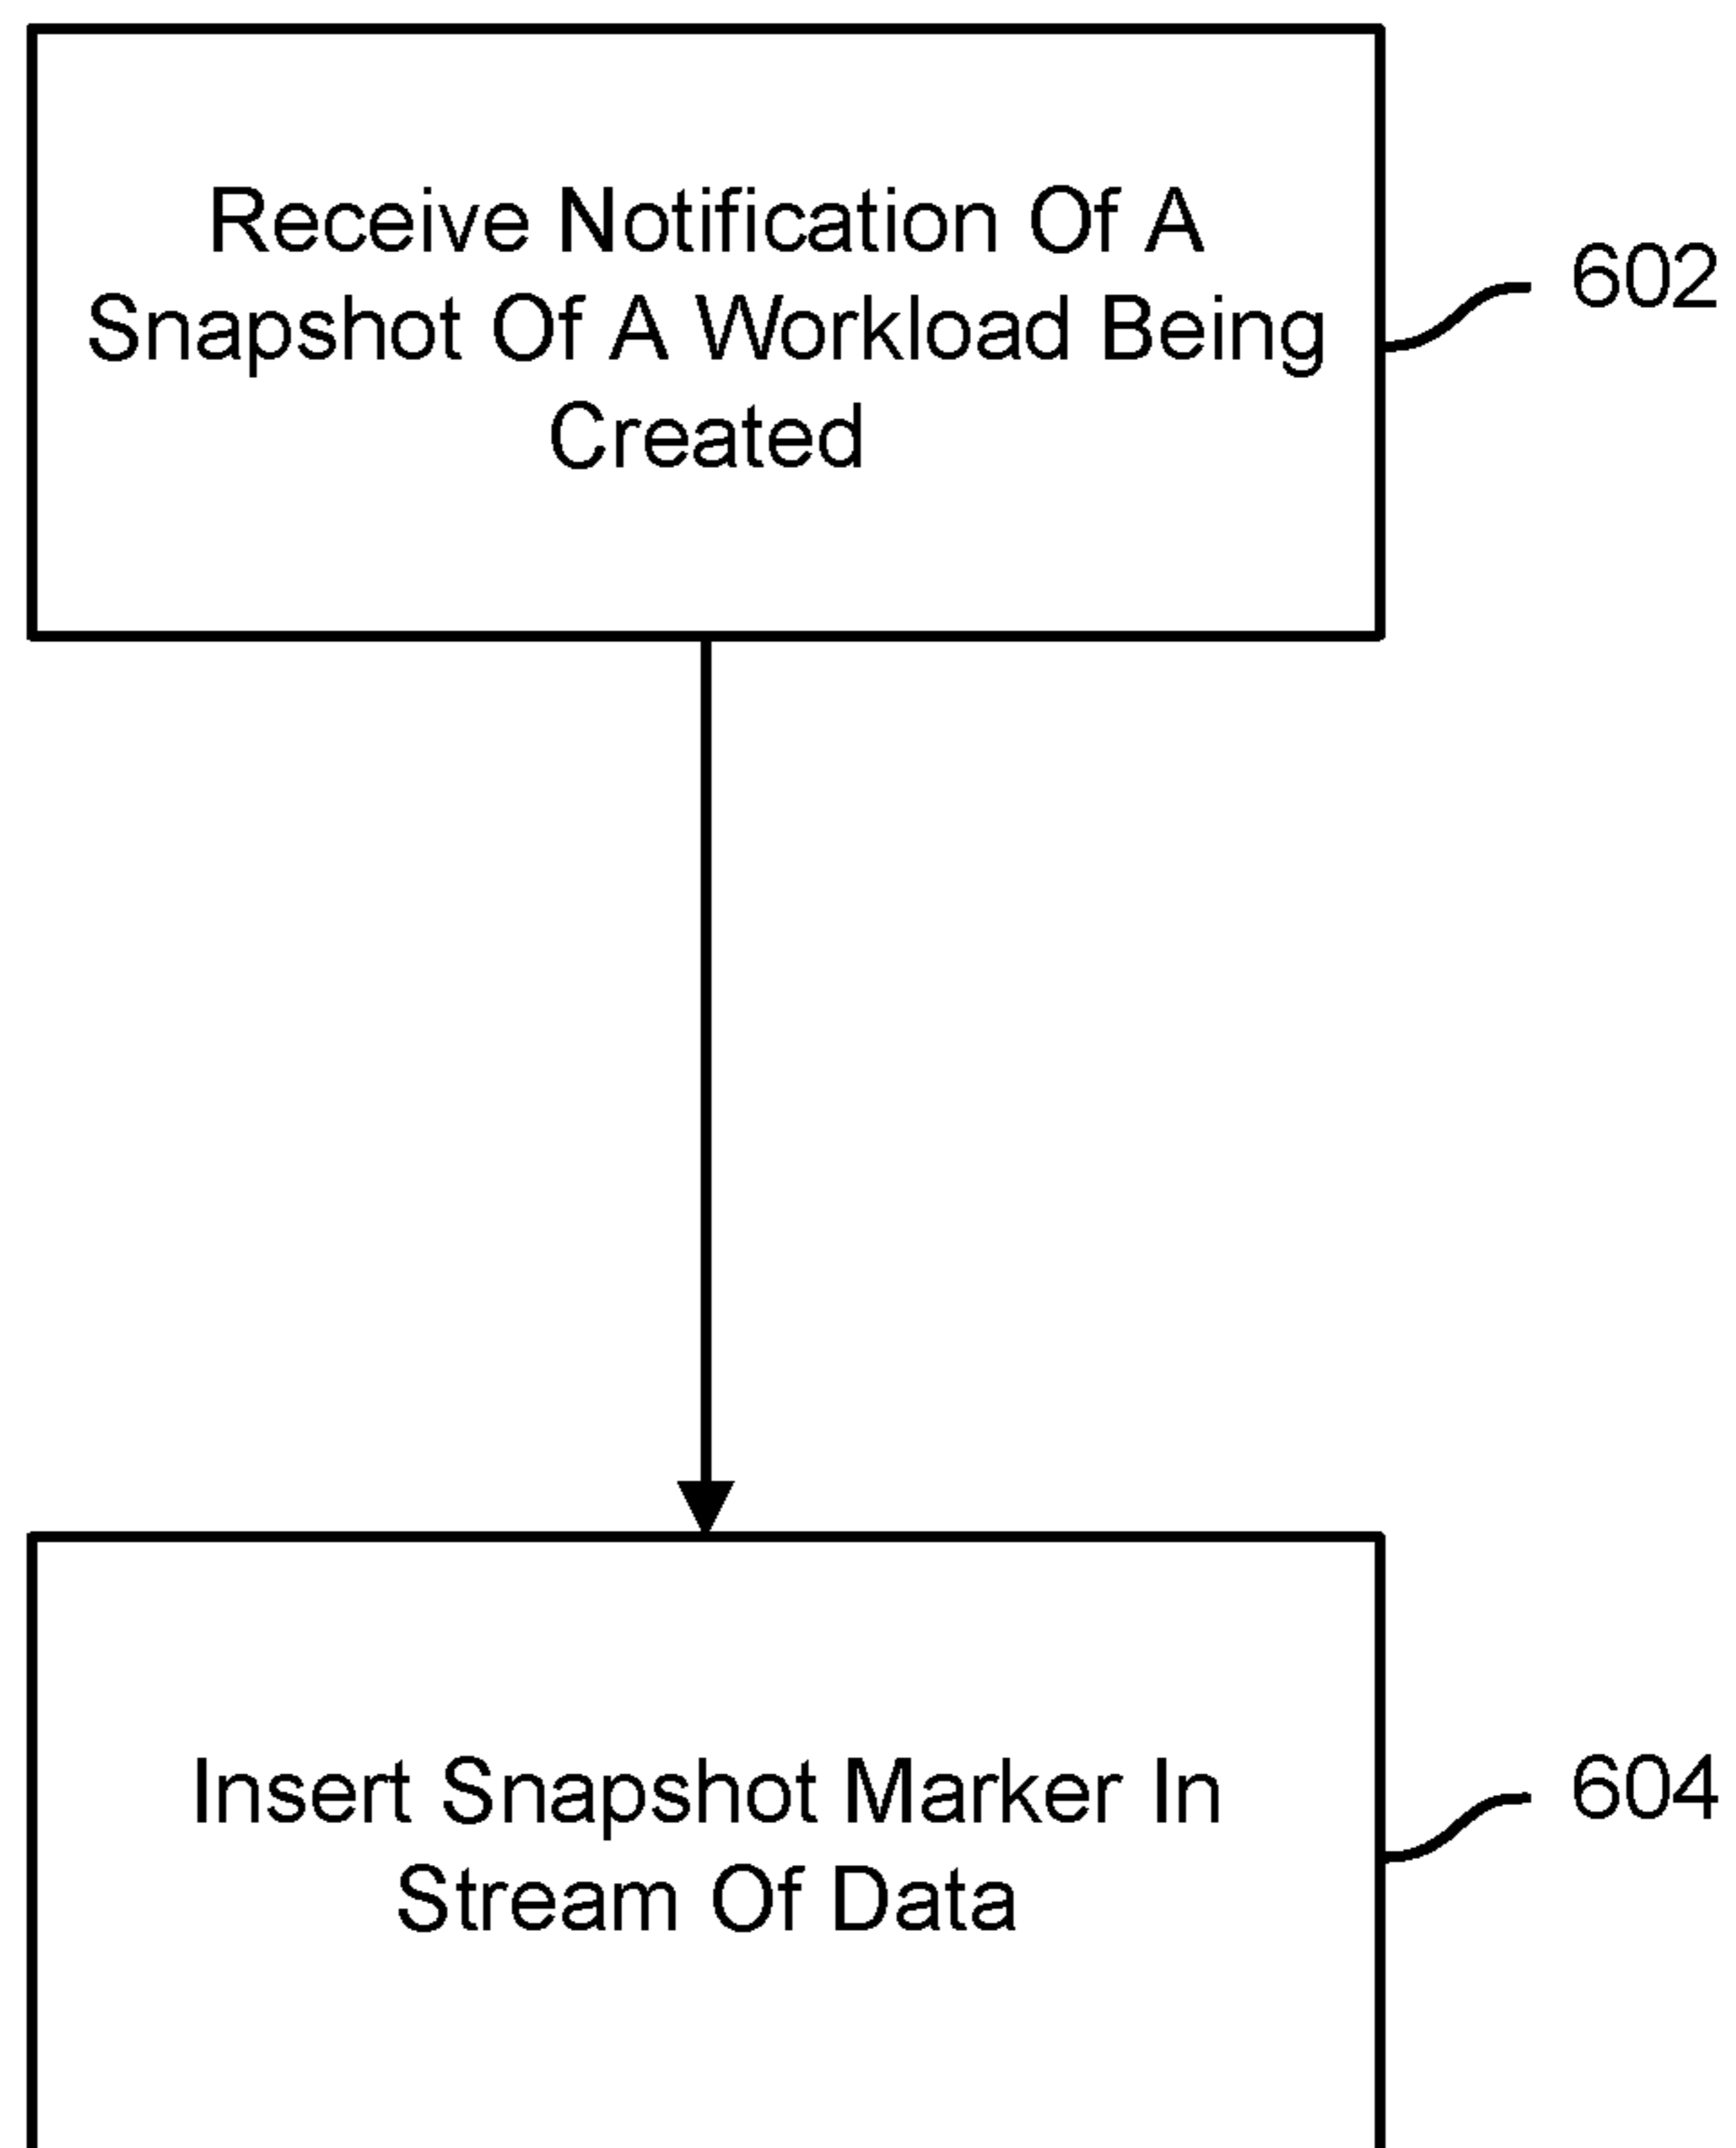 Receive Notification Of A
Snapshot Of A Workload Being
Created
602
Insert Snapshot Marker In
Stream Of Data
604